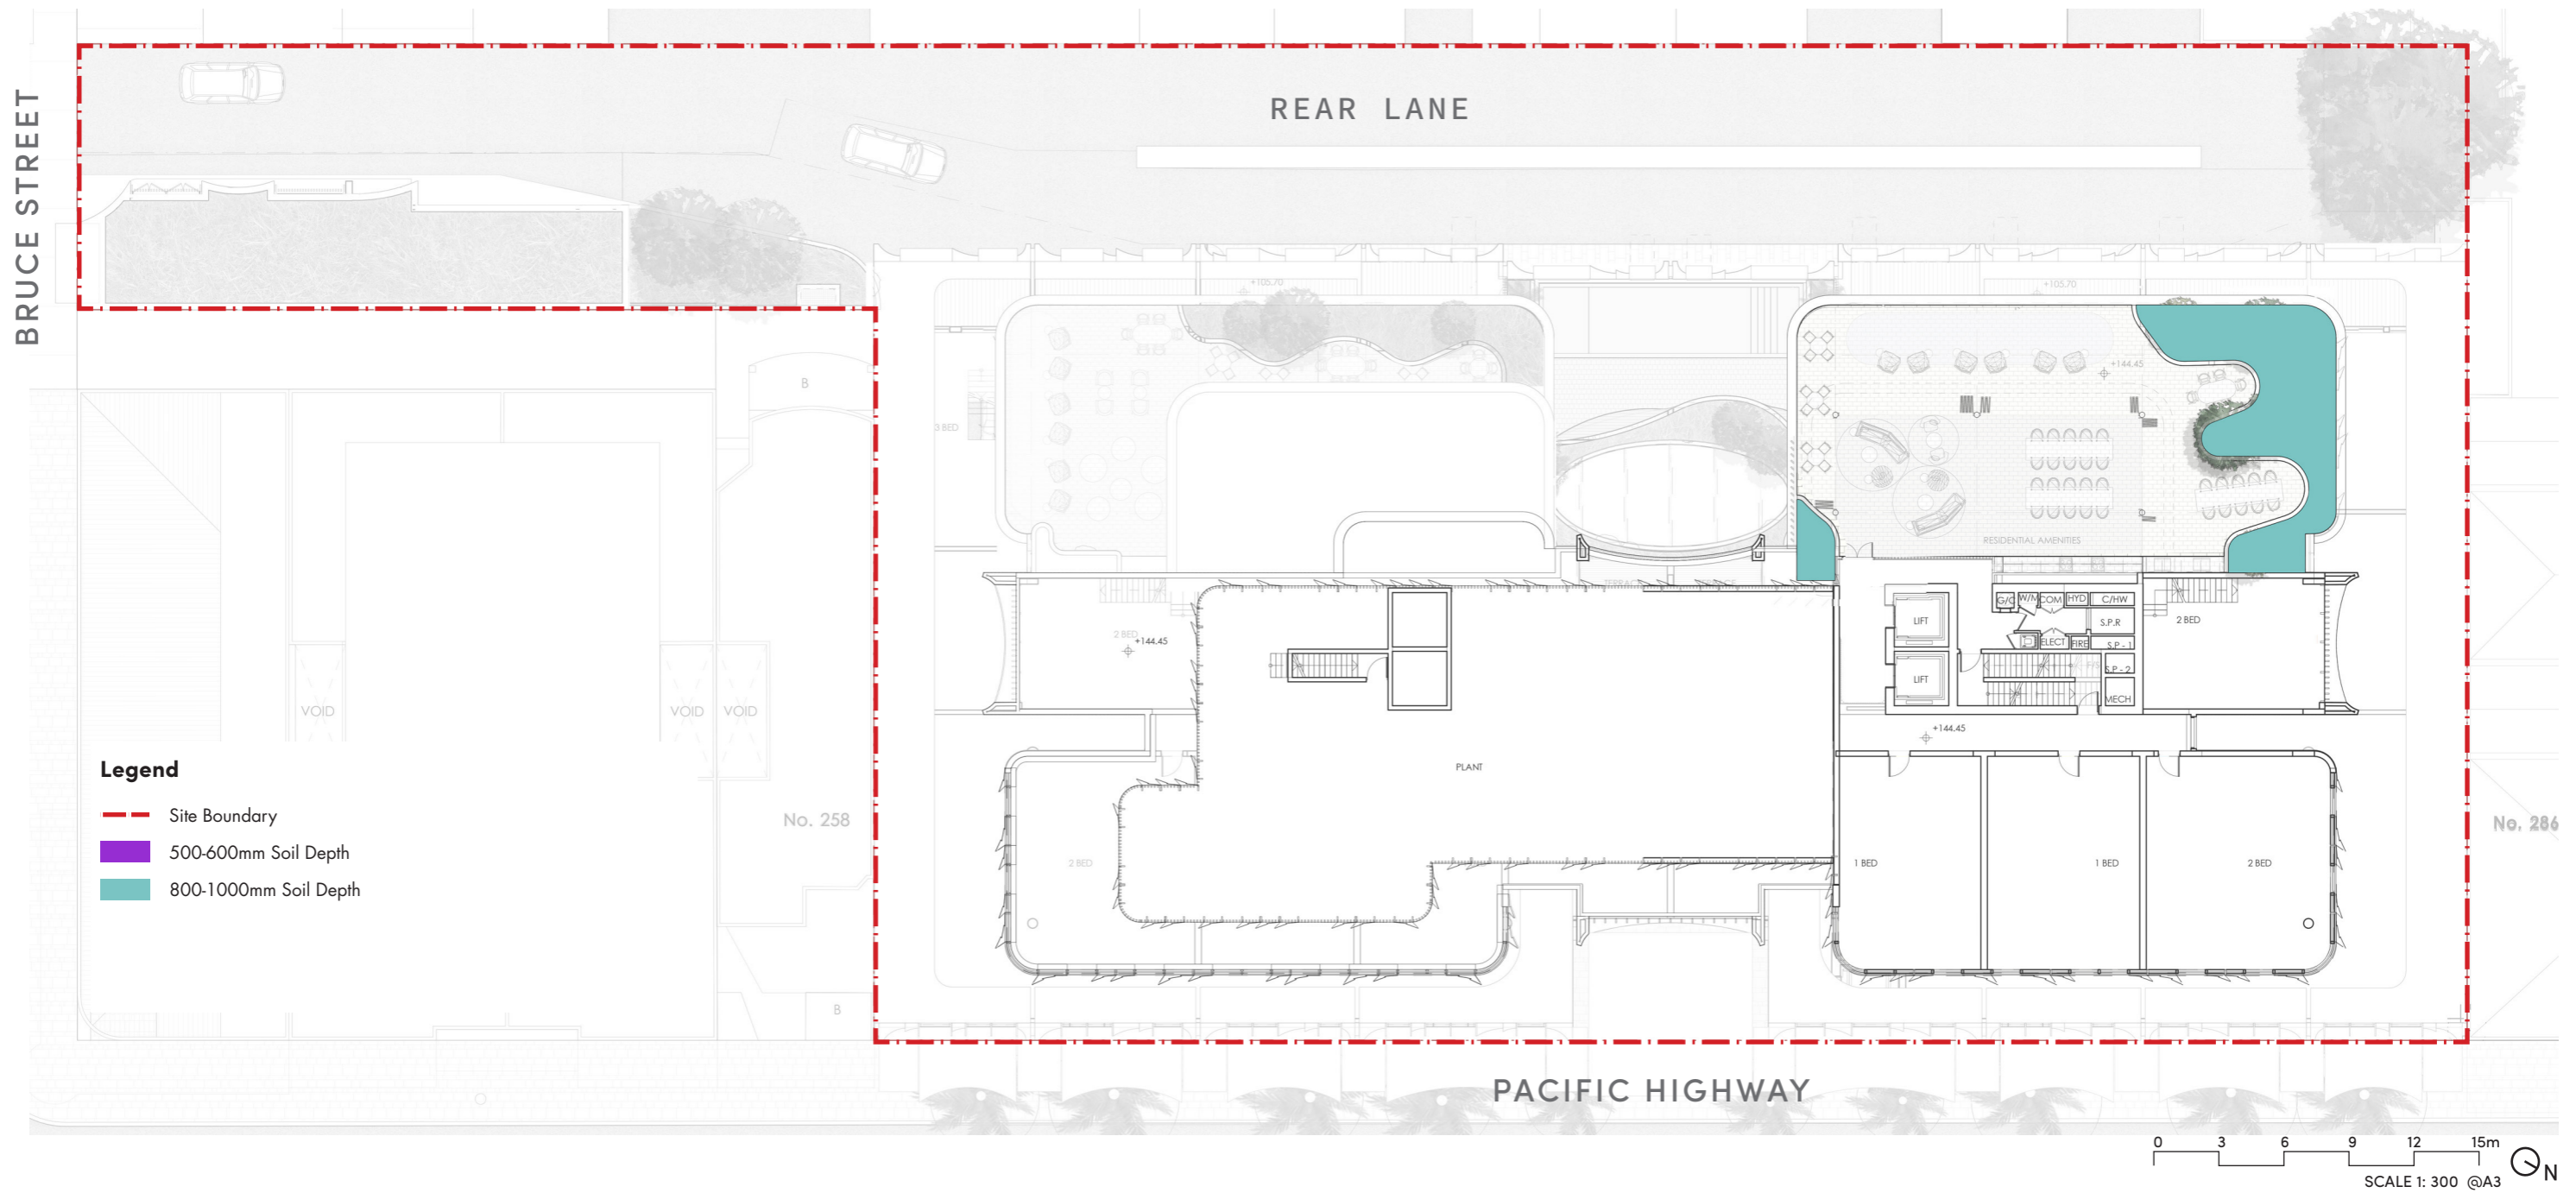 REAR LANE
BRUCE STREET
+105.70
+105.70
B
+144.45
3 BED
RESIDENTIAL AMENITIES
TERRACE
G/C
W/M
COM
HYD
C/HW
LIFT
S.P.R
2 BED
2 BED
+144.45
ELECT
FIRE
S.P - 1
S.P - 2
LIFT
MECH
VOID
VOID
VOID
+144.45
PLANT
Legend
Site Boundary
No. 258
No. 286
500-600mm Soil Depth
2 BED
1 BED
1 BED
2 BED
800-1000mm Soil Depth
B
PACIFIC HIGHWAY
0 3 6 9 12 15m
N
SCALE 1: 300 @A3